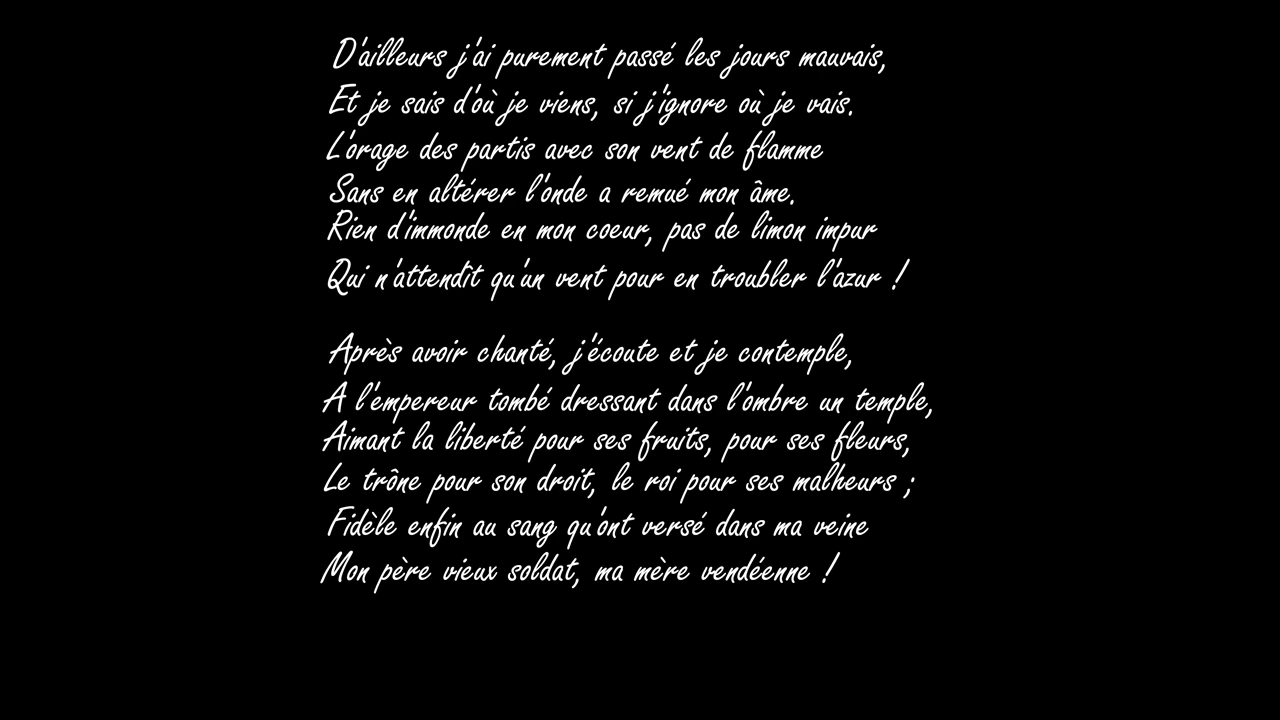 D'ailleurs j'ai purement passé les jours mauvais,
Et je sais d'où je viens, si j'ignore où je vais.
L'orage des partis avec son vent de flamme
Sans en altérer l'onde a remué mon âme.
Rien d'immonde en mon coeur, pas de limon impur
Qui n'attendît qu'un vent pour en troubler l'azur !
Après avoir chanté, j'écoute et je contemple,
A l'empereur tombé dressant dans l'ombre un temple,
Aimant la liberté pour ses fruits, pour ses fleurs,
Le trône pour son droit, le roi pour ses malheurs ;
Fidèle enfin au sang qu'ont versé dans ma veine
Mon père vieux soldat, ma mère vendéenne !